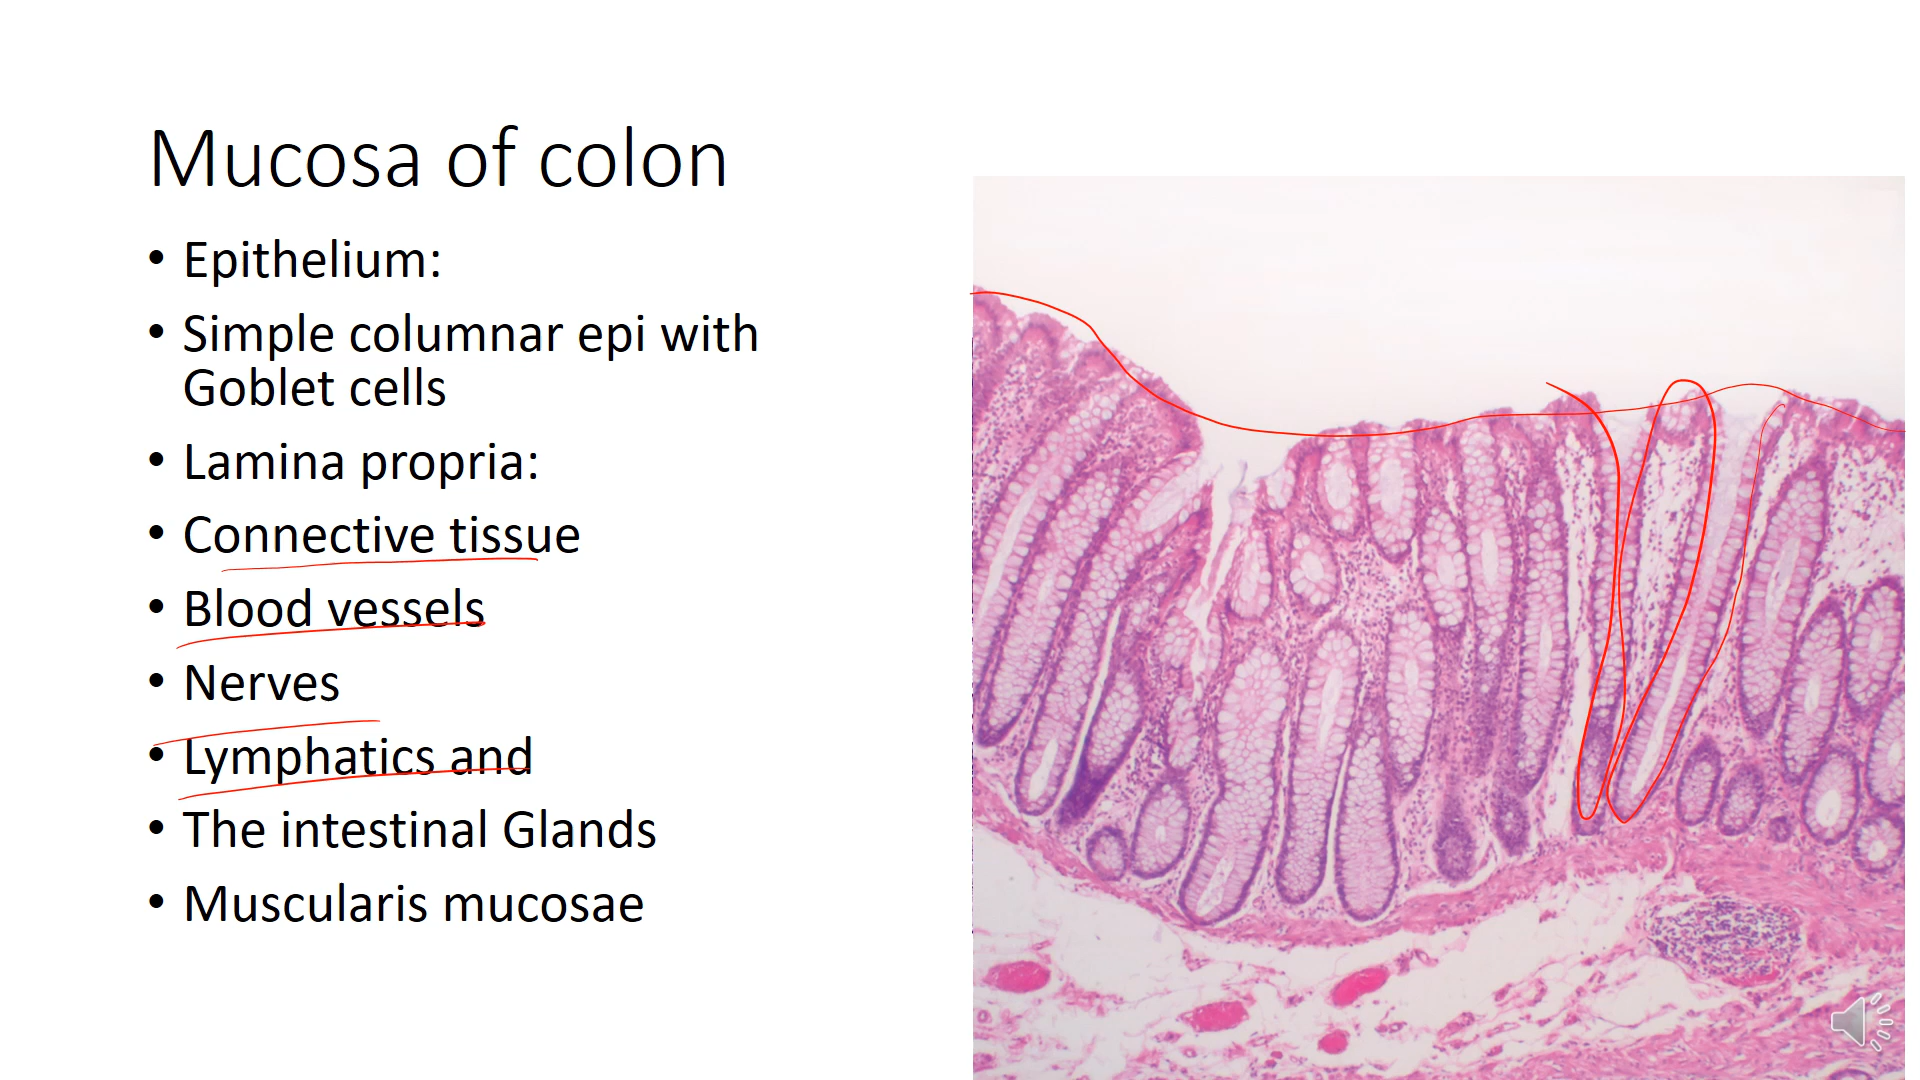 Mucosa of colon
• Epithelium:
• Simple columnar epi with
Goblet cells
• Lamina propria:
• Connective tissue
• Blood vessels
• Nerves
• Lymphatics and
• The intestinal Glands
• Muscularis mucosae